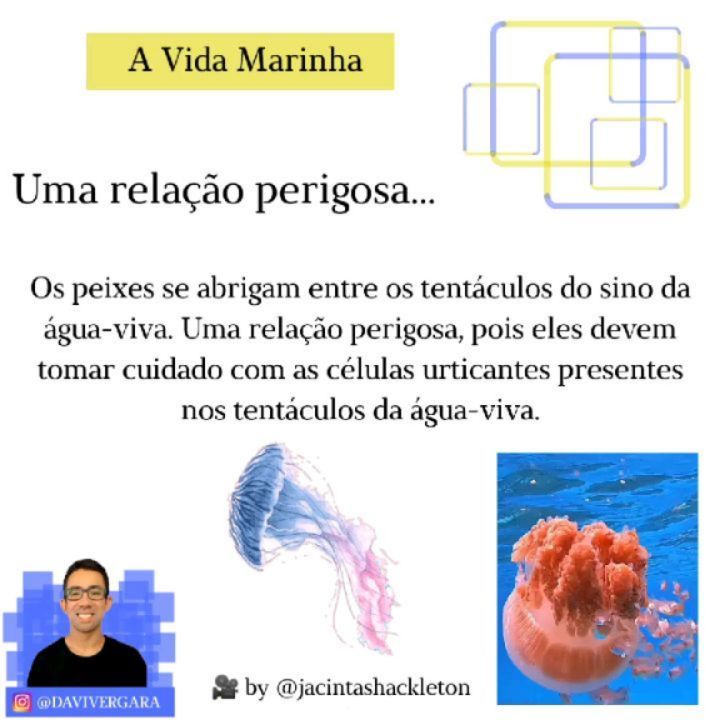 A Vida Marinha
Uma relação perigosa...
Os peixes se abrigam entre os tentáculos do sino da
água-viva. Uma relação perigosa, pois eles devem
tomar cuidado com as células urticantes presentes
nos tentáculos da água-viva.
by @jacintashackleton
@DAVIVERGARA